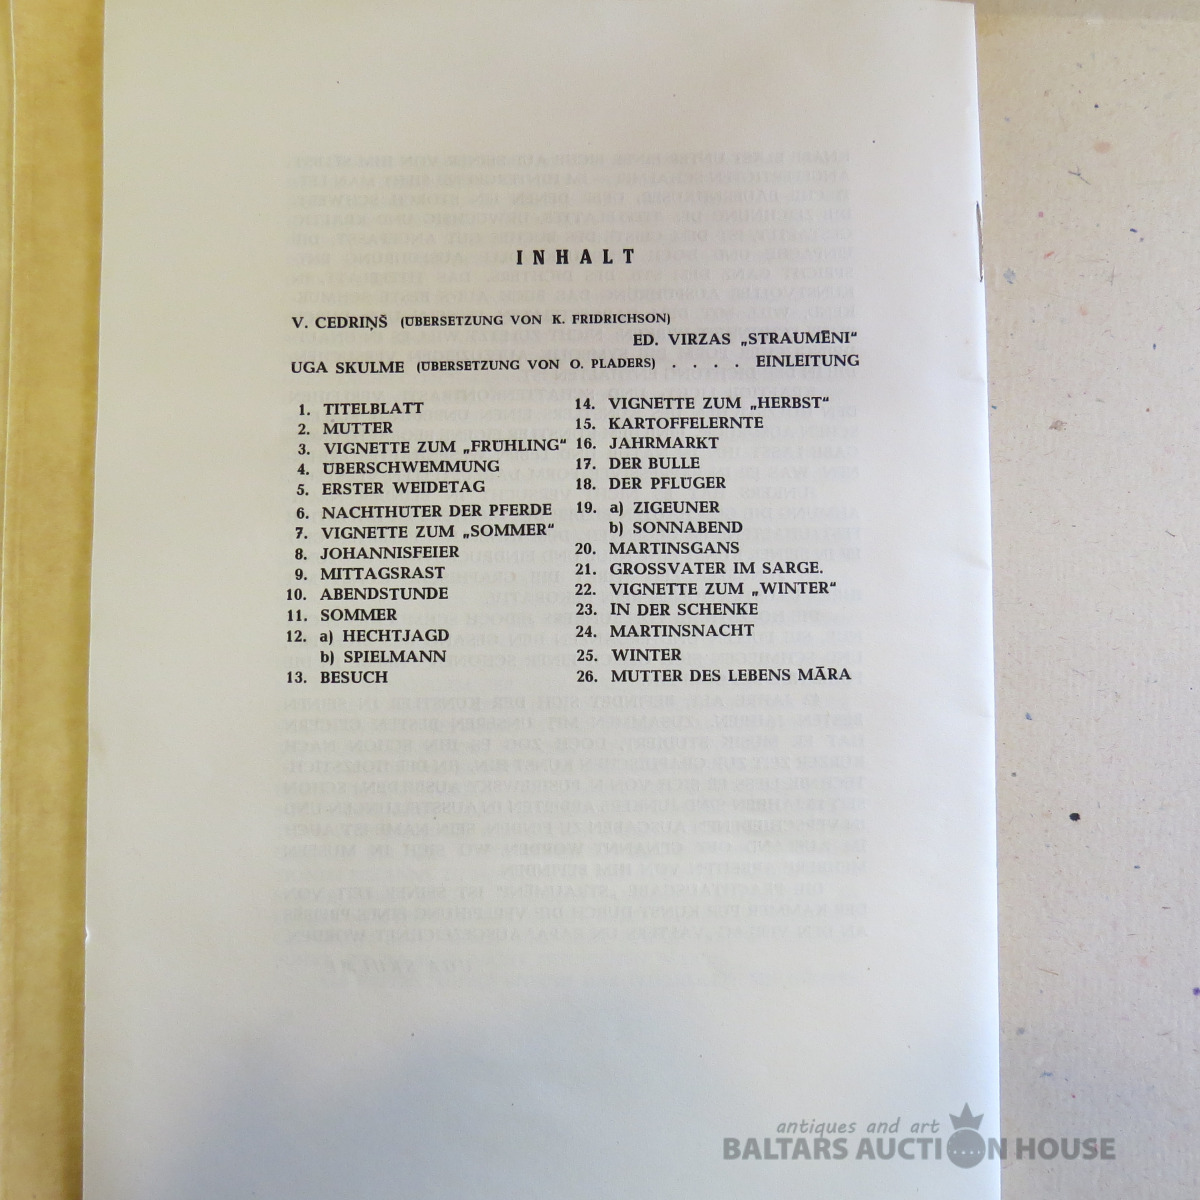 INHALT
V. CEDRIŅŠ (ÜBERSETZUNG VON K. FRIDRICHSON)
ED. VIRZAS „STRAUMĒNI“
UGA SKULME (ÜBERSETZUNG VON O. PLADERS) . . . . EINLEITUNG
1. TITELBLATT
2. MUTTER
3. VIGNETTE ZUM „FRÜHLING“
4. ÜBERSCHWEMMUNG
5. ERSTER WEIDETAG
6. NACHTHÜTER DER PFERDE
7. VIGNETTE ZUM „SOMMER“
8. JOHANNISFEIER
9. MITTAGSRAST
10. ABENDSTUNDE
11. SOMMER
12. a) HECHTJAGD
b) SPIELMANN
13. BESUCH
14. VIGNETTE ZUM „HERBST“
15. KARTOFFELERNTE
16. JAHRMARKT
17. DER BULLE
18. DER PFLÜGER
19. a) ZIGEUNER
b) SONNABEND
20. MARTINSGANS
21. GROSSVATER IM SARGE.
22. VIGNETTE ZUM „WINTER“
23. IN DER SCHENKE
24. MARTINSNACHT
25. WINTER
26. MUTTER DES LEBENS MĀRA
antiques and art
BALTARS AUCTION HOUSE